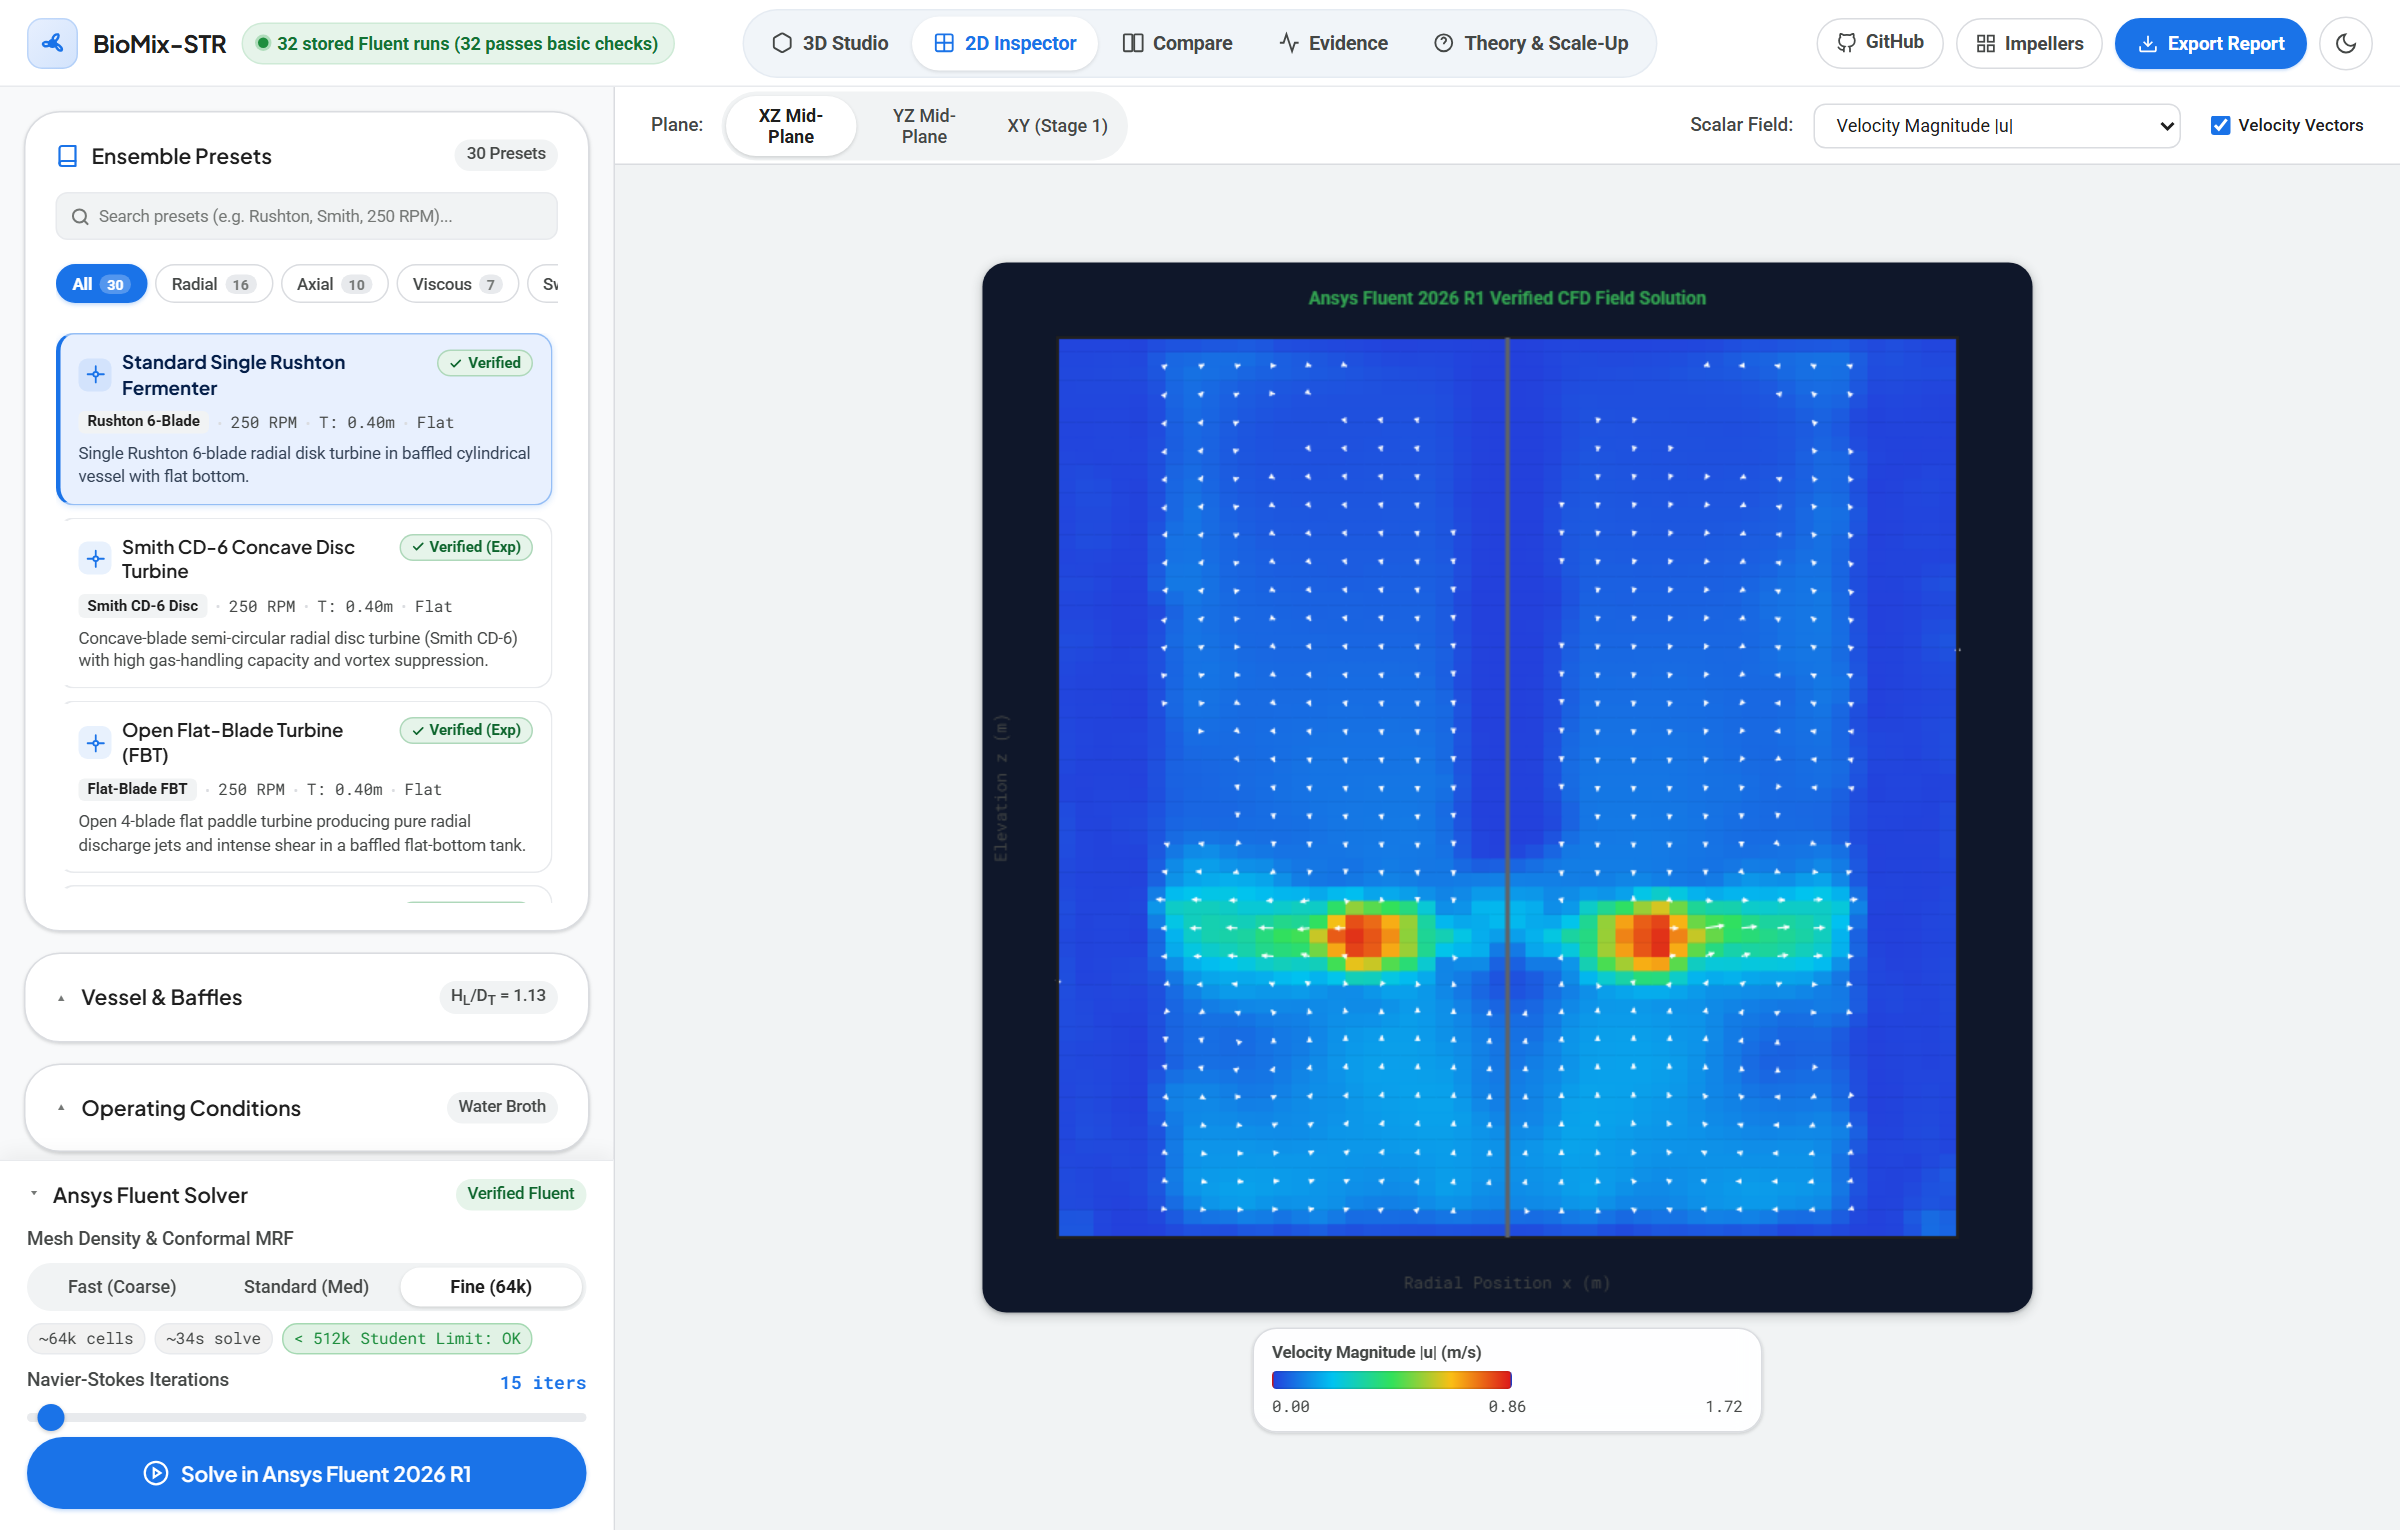 BioMix-STR
32 stored Fluent runs (32 passes basic checks)
3D Studio
2D Inspector
Compare
Evidence
Theory & Scale-Up
GitHub
Impellers
Export Report
Ensemble Presets
30 Presets
Search presets (e.g. Rushton, Smith, 250 RPM)...
All 30
Radial 16
Axial 10
Viscous 7
Standard Single Rushton
Fermenter
Verified
Rushton 6-Blade · 250 RPM · T: 0.40m · Flat
Single Rushton 6-blade radial disk turbine in baffled cylindrical
vessel with flat bottom.
Smith CD-6 Concave Disc
Turbine
Verified (Exp)
Smith CD-6 Disc · 250 RPM · T: 0.40m · Flat
Concave-blade semi-circular radial disc turbine (Smith CD-6)
with high gas-handling capacity and vortex suppression.
Open Flat-Blade Turbine
(FBT)
Verified (Exp)
Flat-Blade FBT · 250 RPM · T: 0.40m · Flat
Open 4-blade flat paddle turbine producing pure radial
discharge jets and intense shear in a baffled flat-bottom tank.
Vessel & Baffles
HL/DT = 1.13
Operating Conditions
Water Broth
Ansys Fluent Solver
Verified Fluent
Mesh Density & Conformal MRF
Fast (Coarse)
Standard (Med)
Fine (64k)
~64k cells
~34s solve
< 512k Student Limit: OK
Navier-Stokes Iterations
15 iters
Solve in Ansys Fluent 2026 R1
Plane:
XZ Mid-
Plane
YZ Mid-
Plane
XY (Stage 1)
Scalar Field:
Velocity Magnitude |u|
Velocity Vectors
Ansys Fluent 2026 R1 Verified CFD Field Solution
Elevation z (m)
Radial Position x (m)
Velocity Magnitude |u| (m/s)
0.00
0.86
1.72